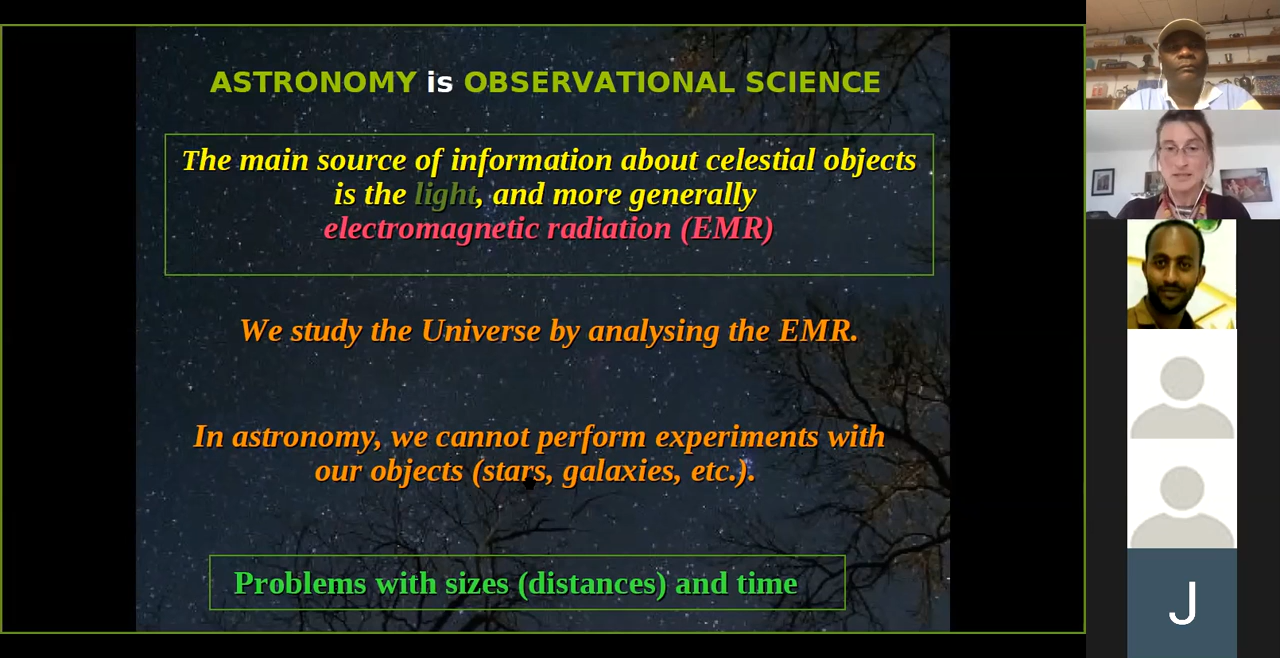 ASTRONOMY is OBSERVATIONAL SCIENCE
The main source of information about celestial objects
is the light, and more generally
electromagnetic radiation (EMR)
We study the Universe by analysing the EMR.
In astronomy, we cannot perform experiments with
our objects (stars, galaxies, etc.).
Problems with sizes (distances) and time
J